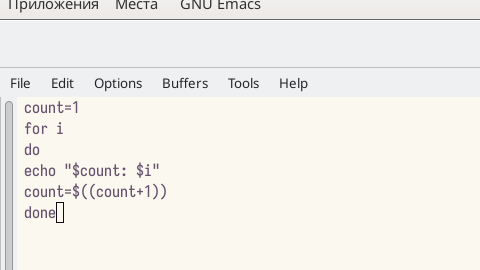 Приложения Места GNU Emacs
File Edit Options Buffers Tools Help
count=1
for i
do
echo "$count: $i"
count=$((count+1))
done